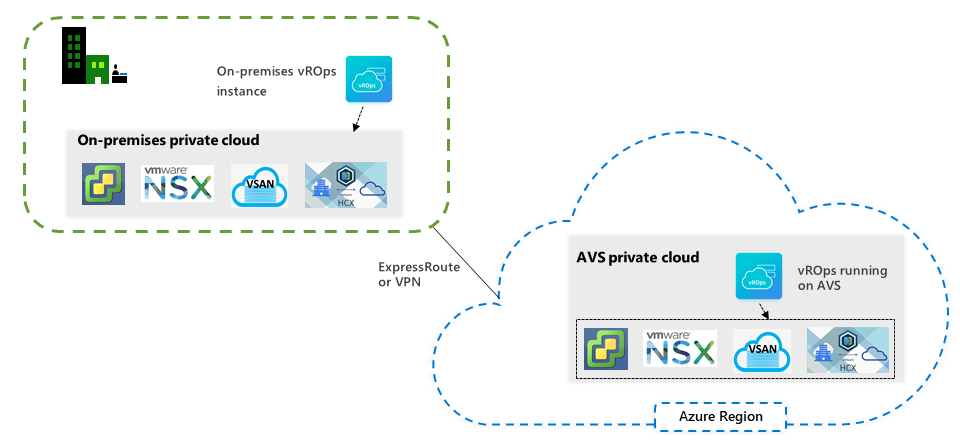 On-premises vROps
instance
vROps
On-premises private cloud
vmware
NSX
VSAN
HCX
ExpressRoute
or VPN
AVS private cloud
vROps
vROps running
on AVS
vmware
NSX
VSAN
HCX
Azure Region